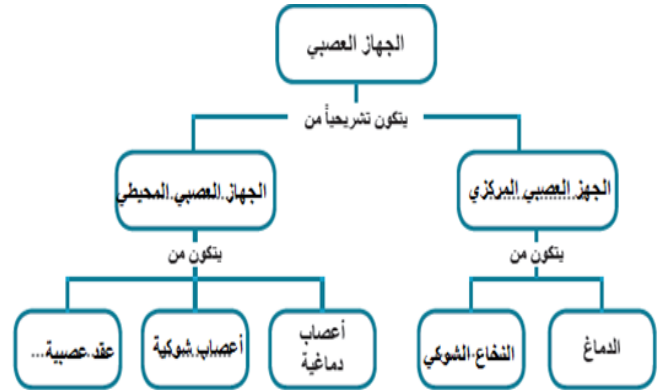 الجهاز العصبي
يتكون تشريحياً من
الجهز العصبي المركزي
الجهاز العصبي المحيطي
يتكون من
يتكون من
الدماغ
النخاع الشوكي
أعصاب
دماغية
أعصاب شوكية
عقد عصبية...